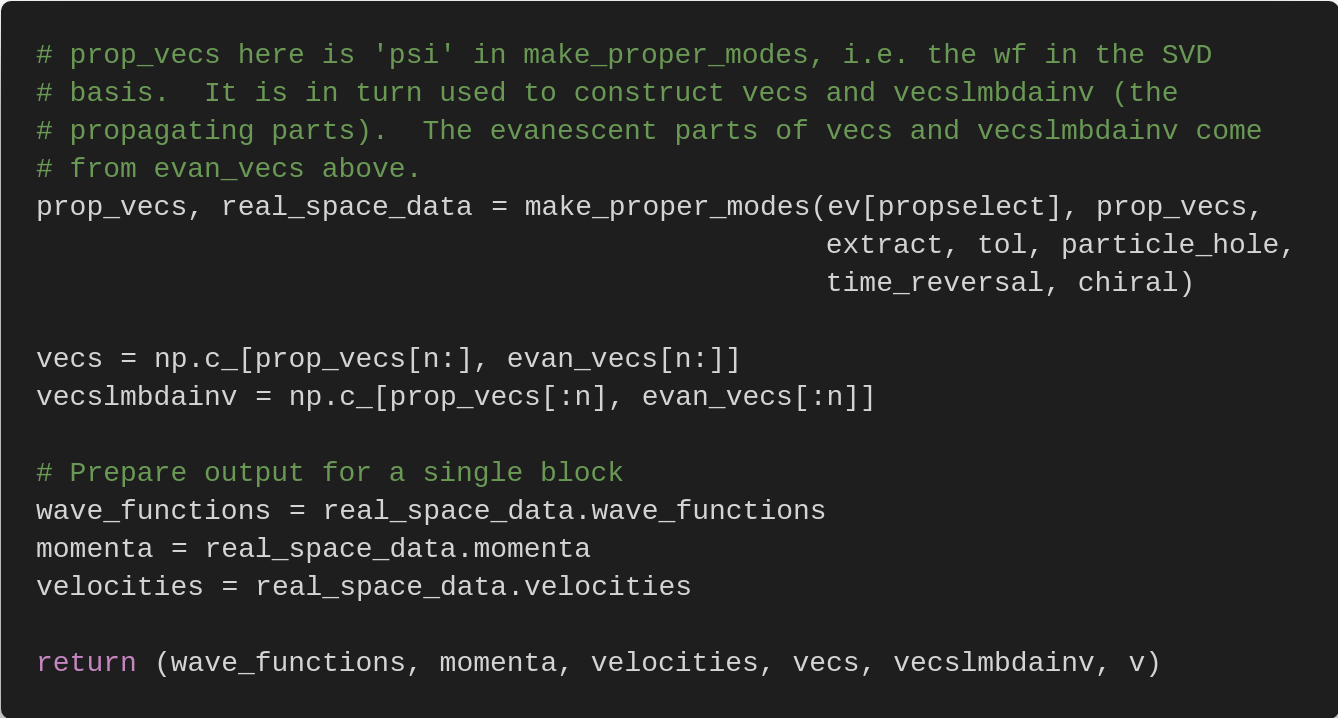 # prop_vecs here is 'psi' in make_proper_modes, i.e. the wf in the SVD
# basis.  It is in turn used to construct vecs and vecslmbdainv (the
# propagating parts).  The evanescent parts of vecs and vecslmbdainv come
# from evan_vecs above.
prop_vecs, real_space_data = make_proper_modes(ev[propselect], prop_vecs,
                                               extract, tol, particle_hole,
                                               time_reversal, chiral)

vecs = np.c_[prop_vecs[n:], evan_vecs[n:]]
vecslmbdainv = np.c_[prop_vecs[:n], evan_vecs[:n]]

# Prepare output for a single block
wave_functions = real_space_data.wave_functions
momenta = real_space_data.momenta
velocities = real_space_data.velocities

return (wave_functions, momenta, velocities, vecs, vecslmbdainv, v)